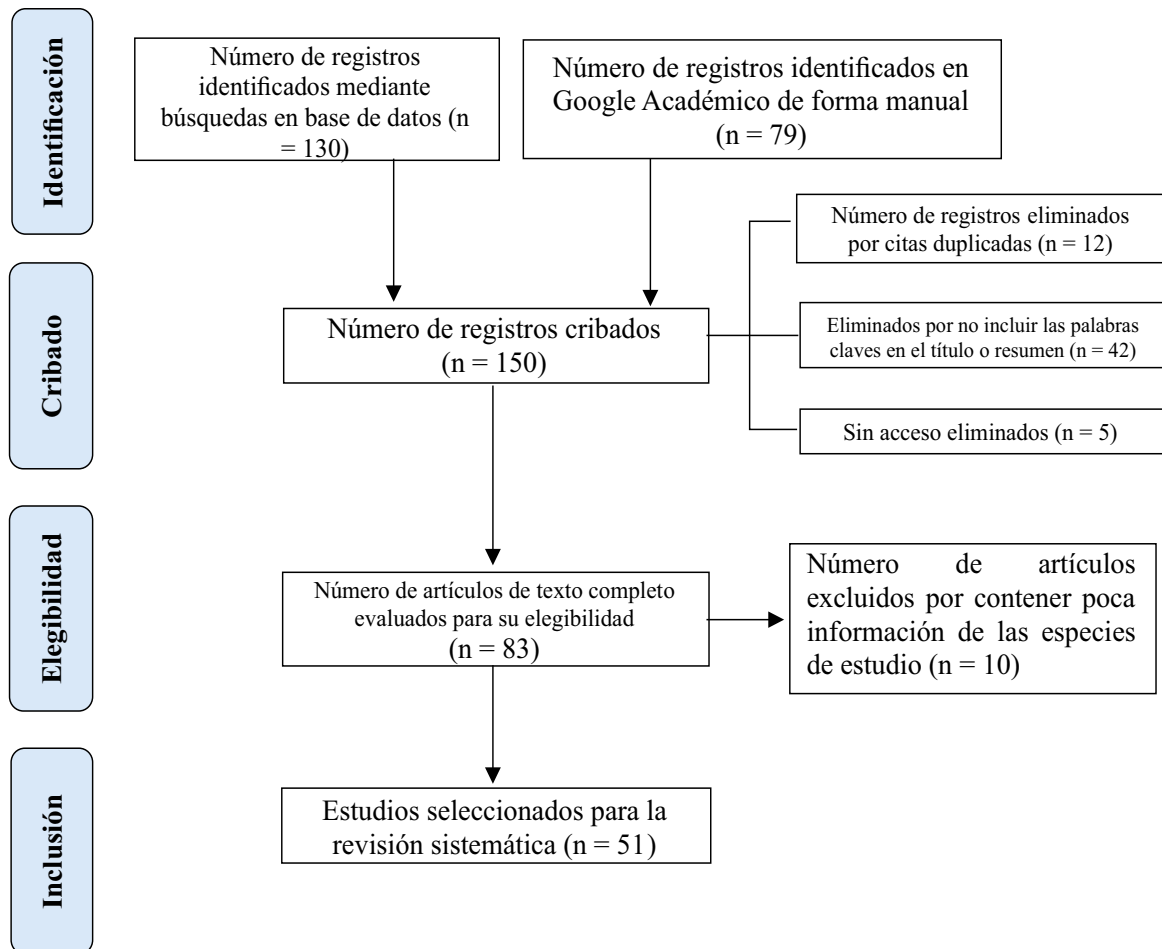 Identificación
Número de registros
identificados mediante
búsquedas en base de datos (n
= 130)
Número de registros identificados en
Google Académico de forma manual
(n = 79)
Número de registros eliminados
por citas duplicadas (n = 12)
Cribado
Número de registros cribados
(n = 150)
Eliminados por no incluir las palabras
claves en el título o resumen (n = 42)
Sin acceso eliminados (n = 5)
Elegibilidad
Número de artículos de texto completo
evaluados para su elegibilidad
(n = 83)
Número de artículos
excluidos por contener poca
información de las especies
de estudio (n = 10)
Inclusión
Estudios seleccionados para la
revisión sistemática (n = 51)